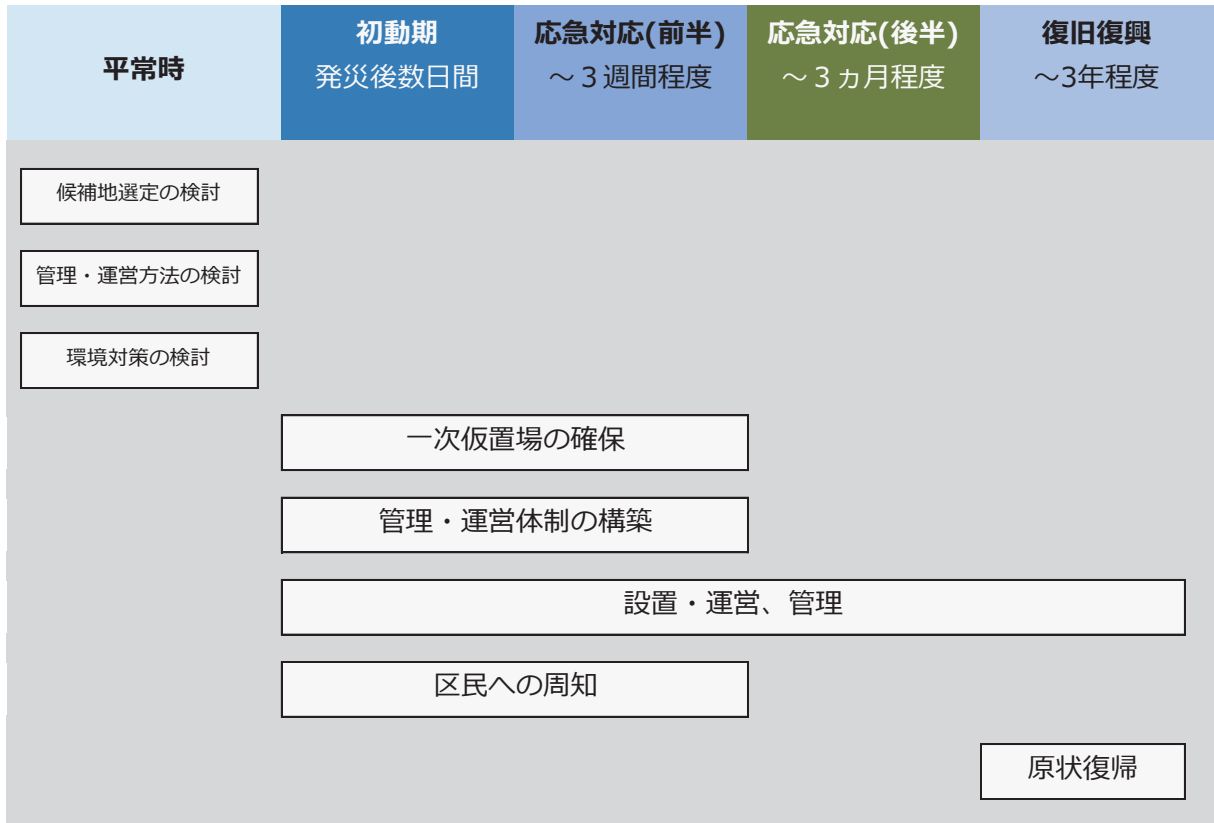 平常時
初動期
発災後数日間
応急対応(前半)
～３週間程度
応急対応(後半)
～３ヵ月程度
復旧復興
～3年程度
候補地選定の検討
管理・運営方法の検討
環境対策の検討
一次仮置場の確保
管理・運営体制の構築
設置・運営、管理
区民への周知
原状復帰